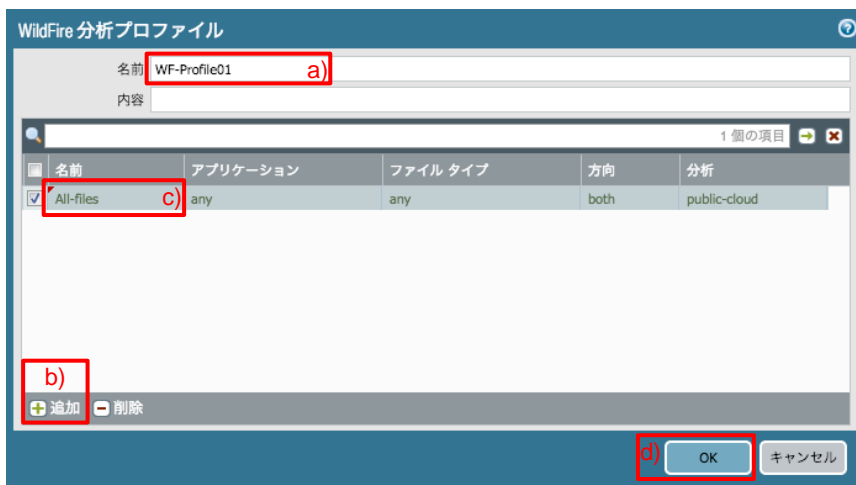 WildFire 分析プロファイル
名前 WF-Profile01 a)
内容
1 個の項目
名前 アプリケーション ファイル タイプ 方向 分析
All-files c) any any both public-cloud
b)
追加 削除
d) OK キャンセル